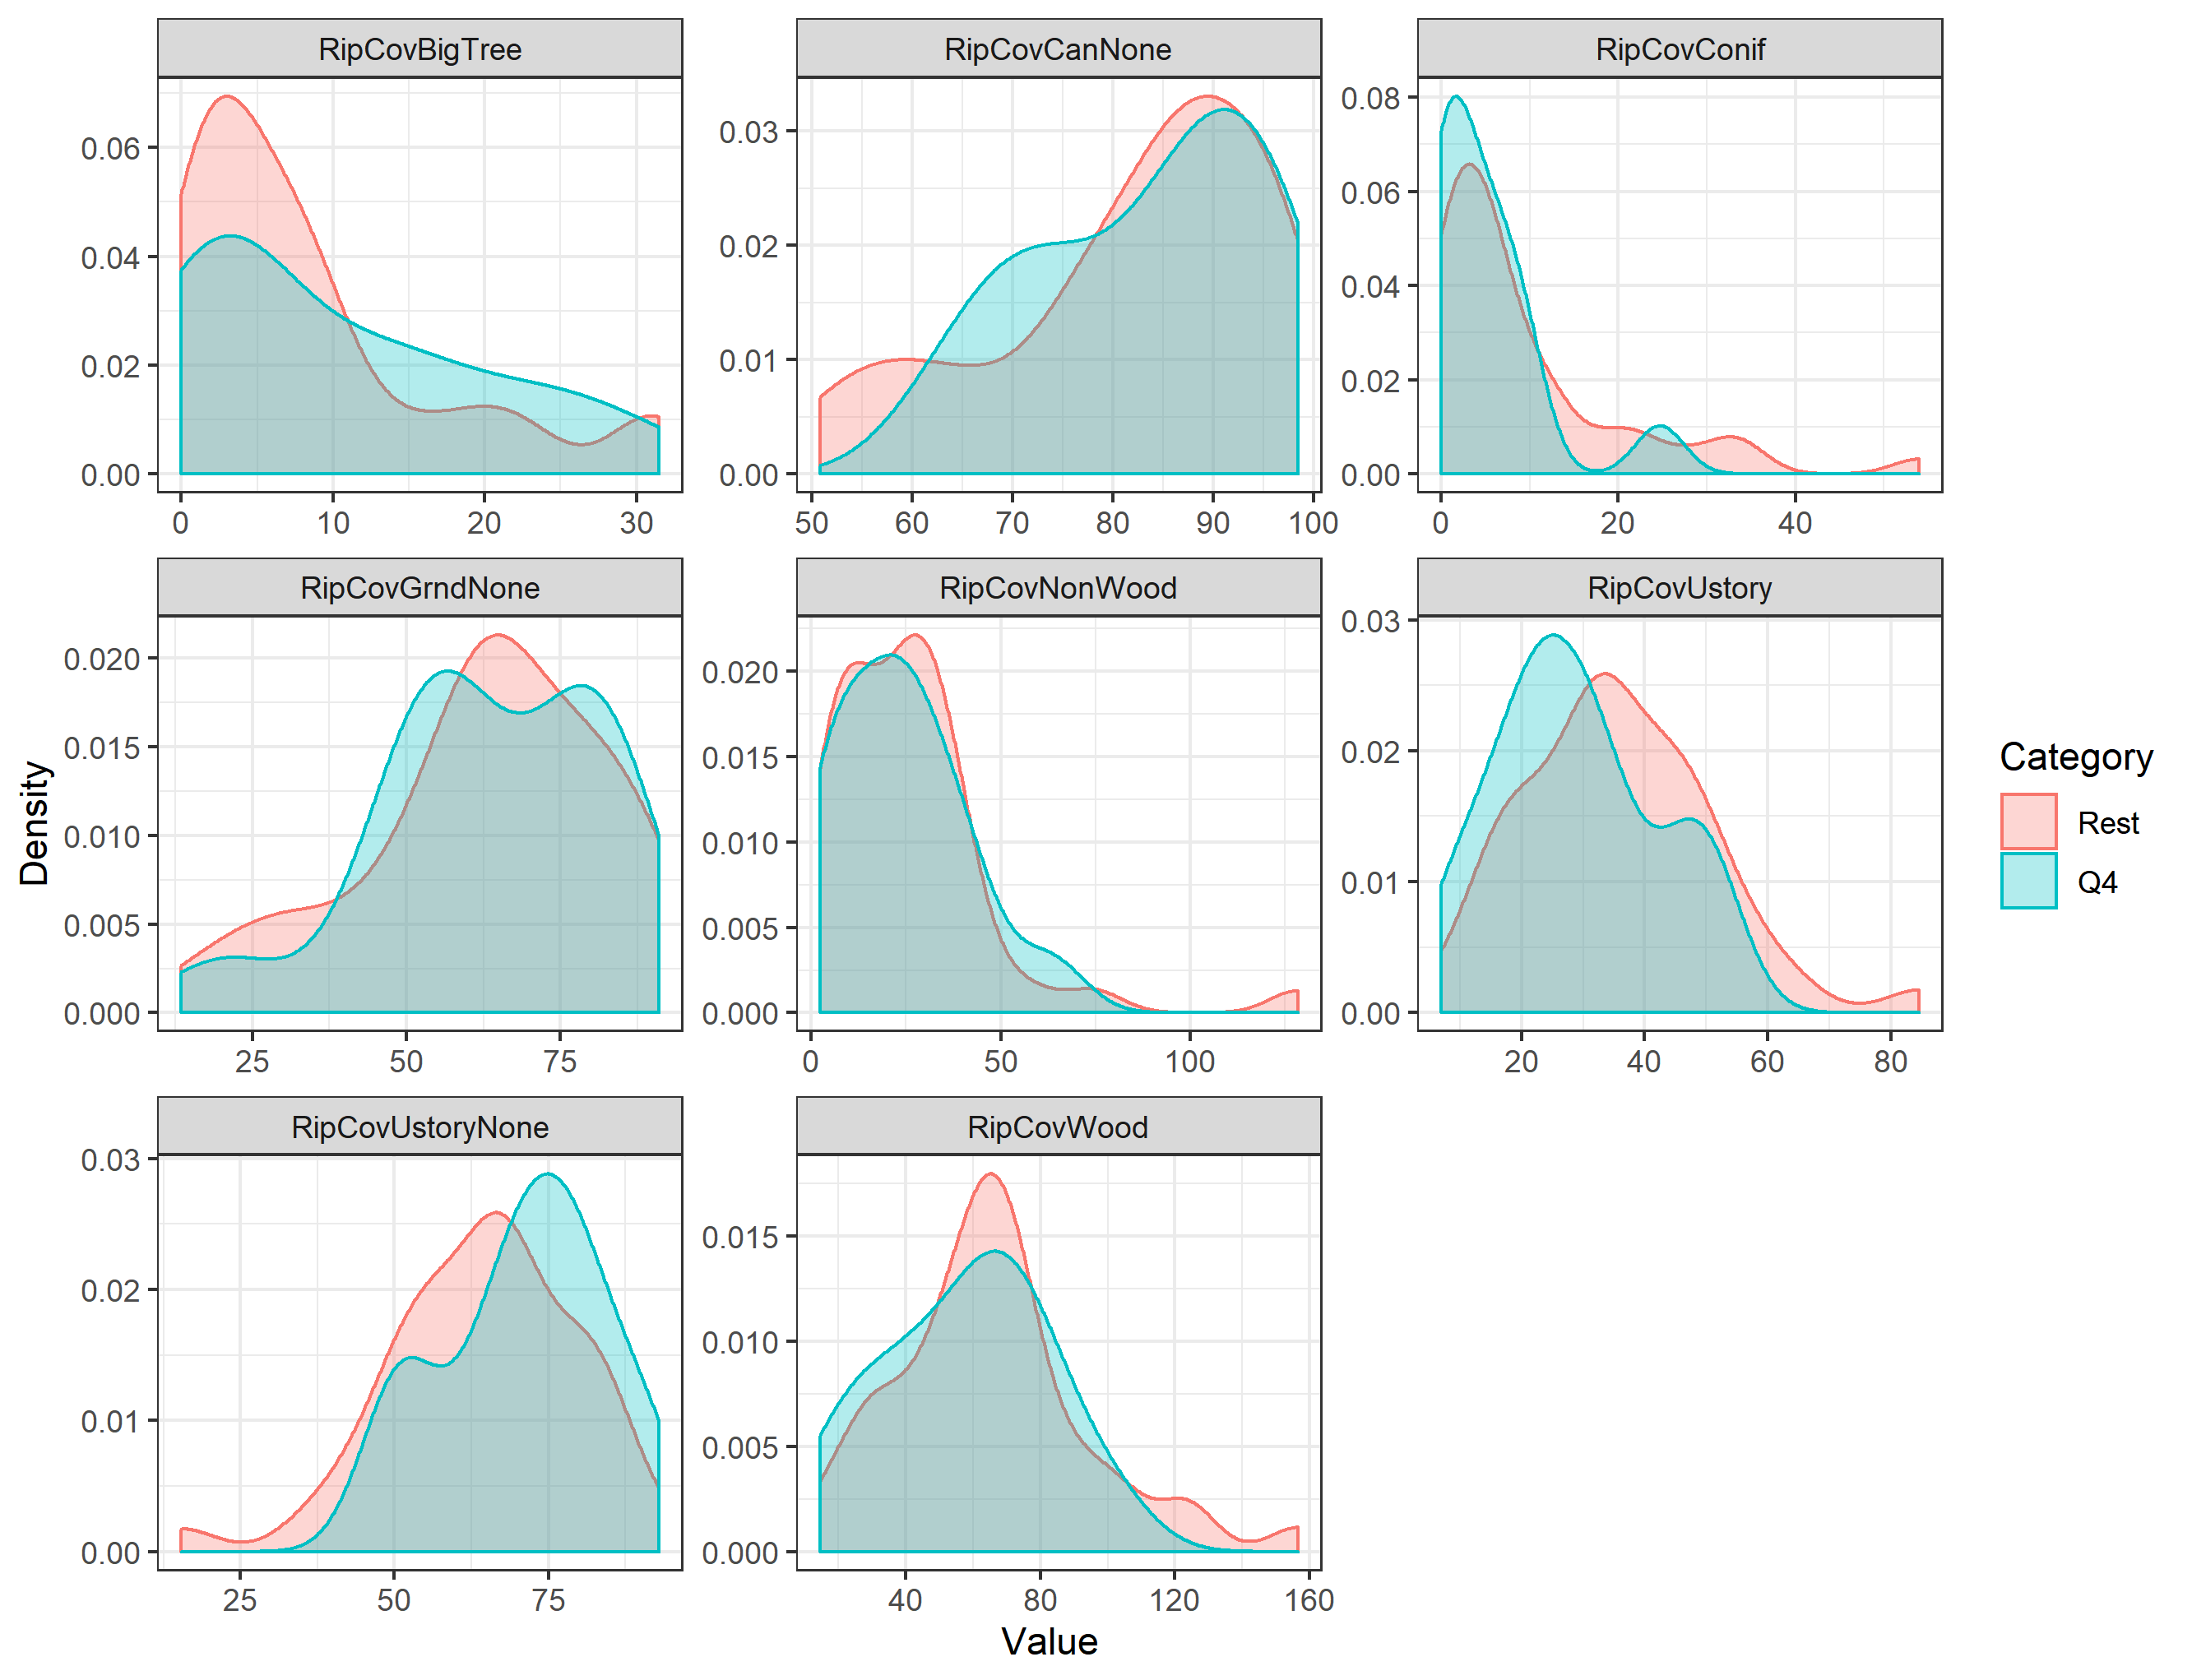 RipCovBigTree RipCovCanNone RipCovConif
0.00 0.02 0.04 0.06
0 10 20 30
0.00 0.01 0.02 0.03
50 60 70 80 90 100
0.00 0.02 0.04 0.06 0.08
0 20 40
RipCovGrndNone RipCovNonWood RipCovUstory
0.000 0.005 0.010 0.015 0.020
25 50 75
0.000 0.005 0.010 0.015 0.020
0 50 100
0.00 0.01 0.02 0.03
20 40 60 80
RipCovUstoryNone RipCovWood
0.00 0.01 0.02 0.03
25 50 75
0.000 0.005 0.010 0.015
40 80 120 160
Density
Value
Category
Rest
Q4